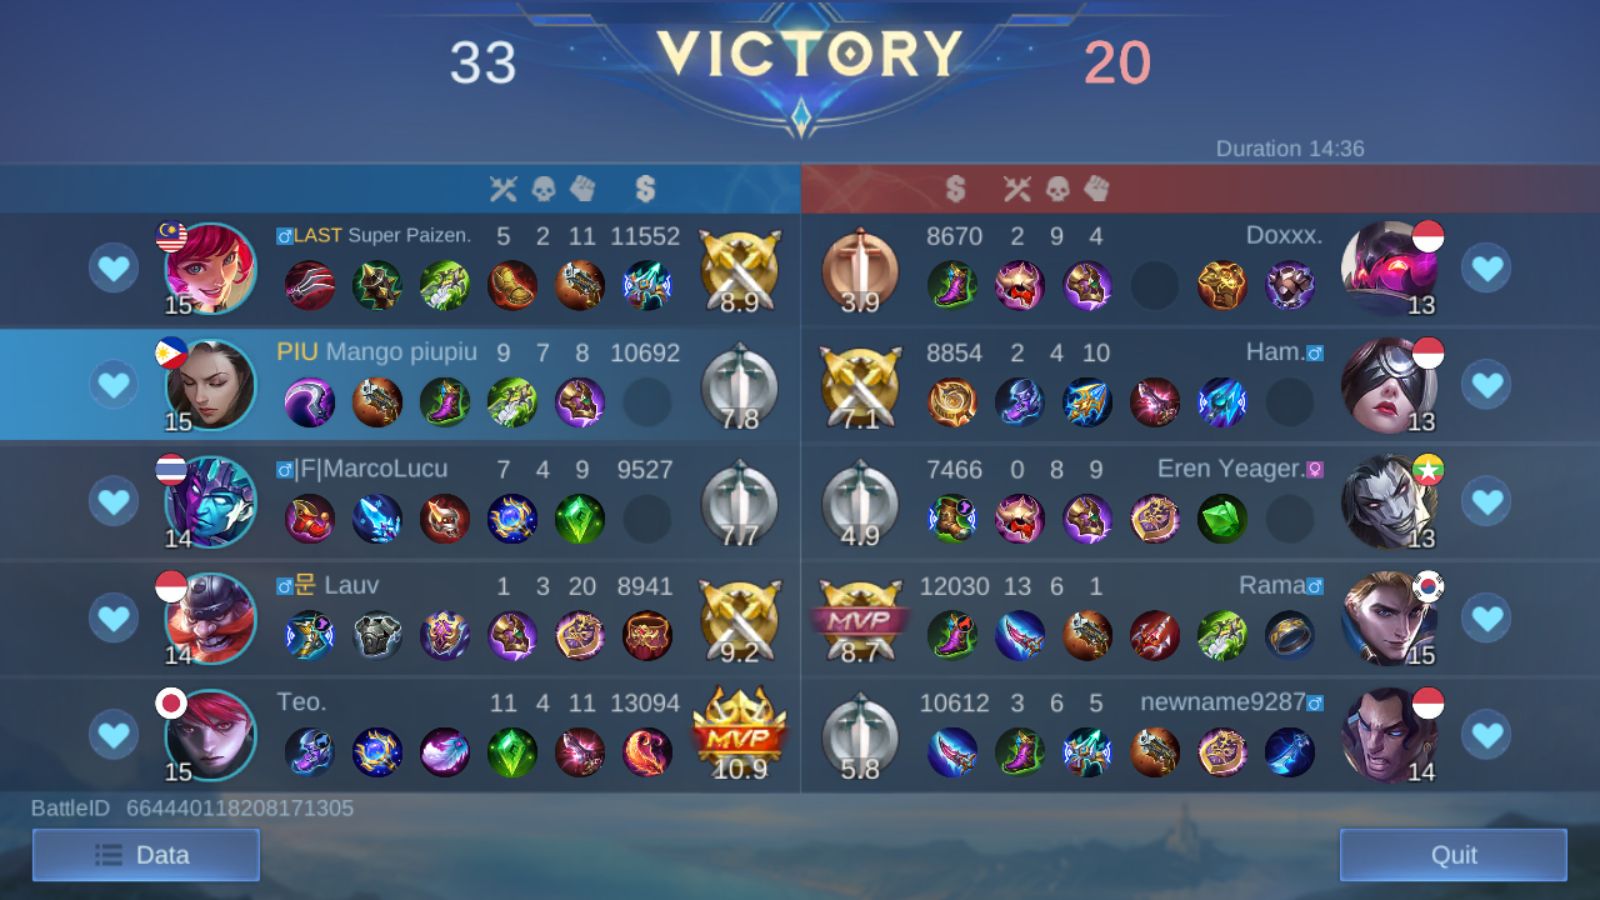 33 VICTORY 20
Duration 14:36
LAST Super Paizen. 5 2 11 11552 15 8.9
8670 2 9 4 Doxxx. 3.9 13
PIU Mango piupiu 9 7 8 10692 15 7.8
8854 2 4 10 Ham. 7.1 13
|F|MarcoLucu 7 4 9 9527 14 7.7
7466 0 8 9 Eren Yeager. 4.9 13
문 Lauv 1 3 20 8941 14 9.2
12030 13 6 1 Rama MVP 8.7 15
Teo. 11 4 11 13094 15 MVP 10.9
10612 3 6 5 newname9287 5.8 14
BattleID 664440118208171305
Data Quit